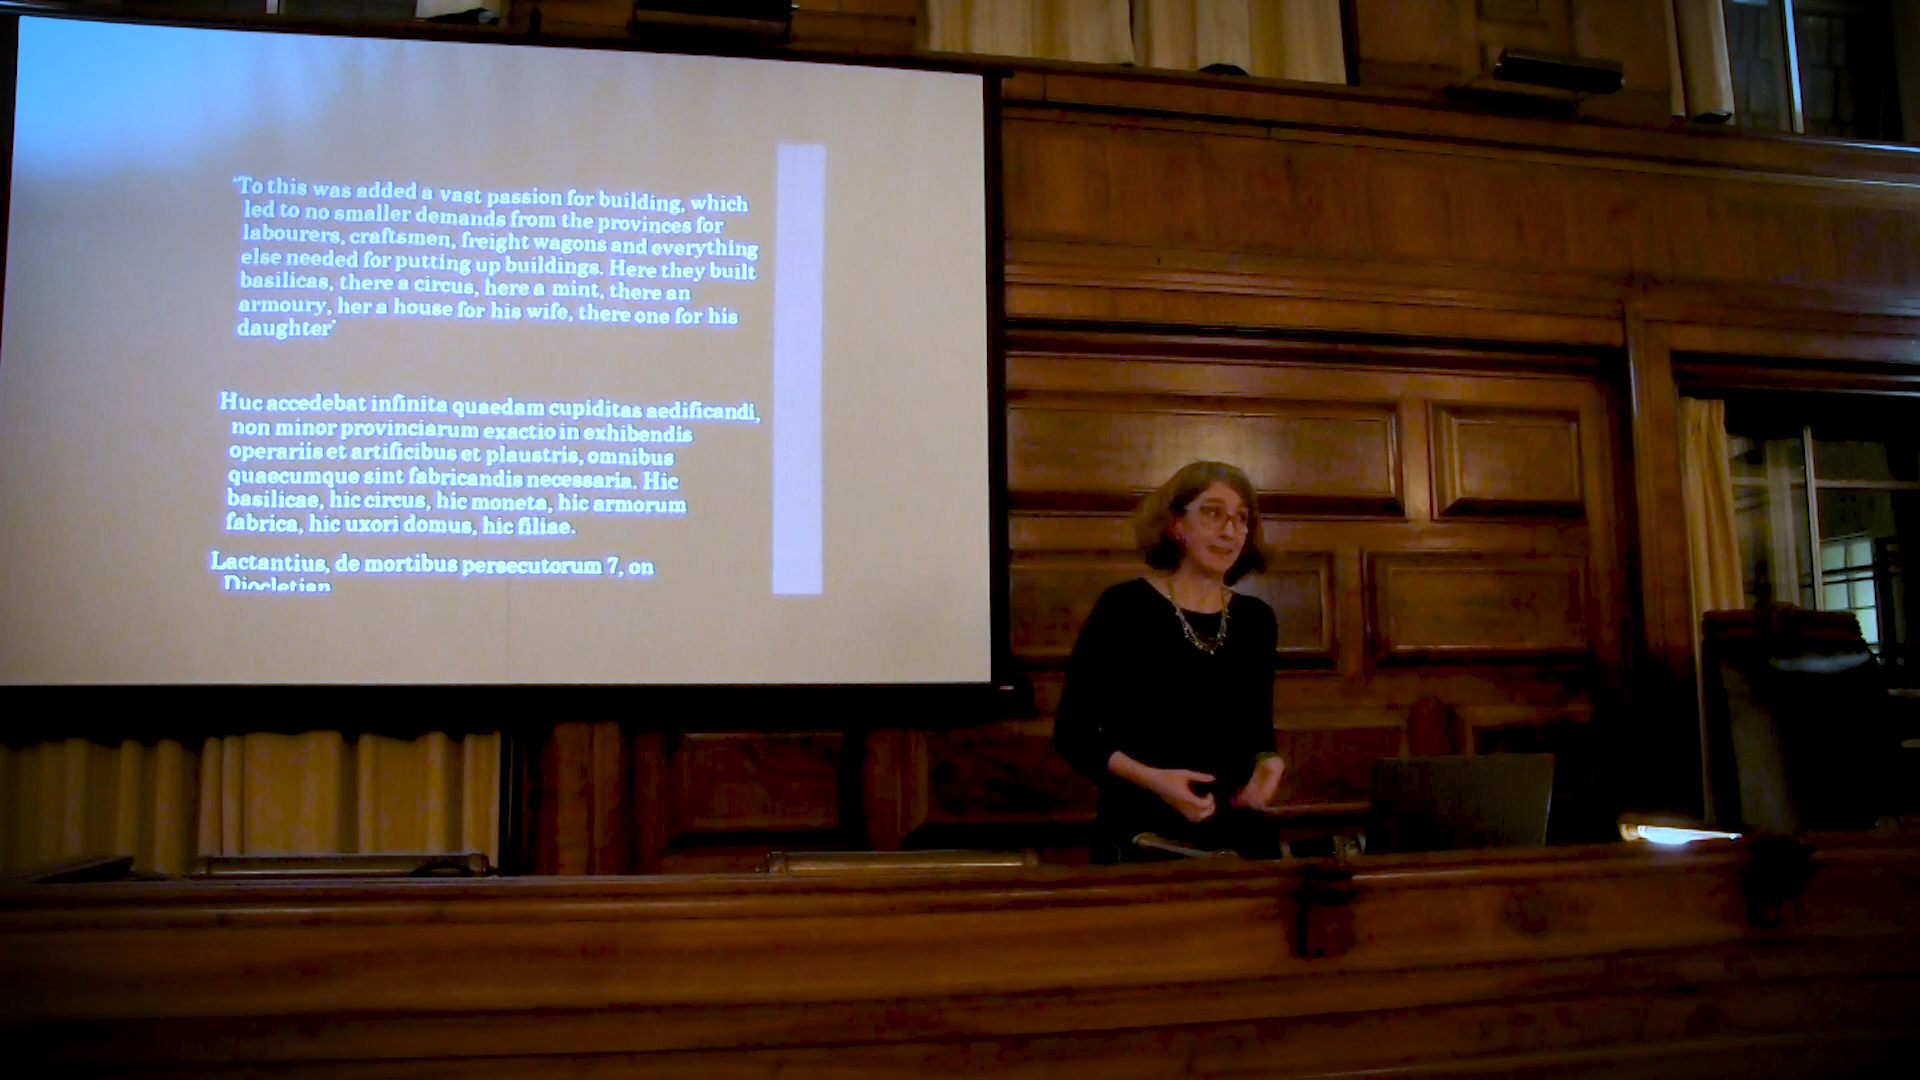 'To this was added a vast passion for building, which
led to no smaller demands from the provinces for
labourers, craftsmen, freight wagons and everything
else needed for putting up buildings. Here they built
basilicas, there a circus, here a mint, there an
armoury, her a house for his wife, there one for his
daughter'
Huc accedebat infinita quaedam cupiditas aedificandi,
non minor provinciarum exactio in exhibendis
operariis et artificibus et plaustris, omnibus
quaecumque sint fabricandis necessaria. Hic
basilicae, hic circus, hic moneta, hic armorum
fabrica, hic uxori domus, hic filiae.
Lactantius, de mortibus persecutorum 7, on
Diocletian